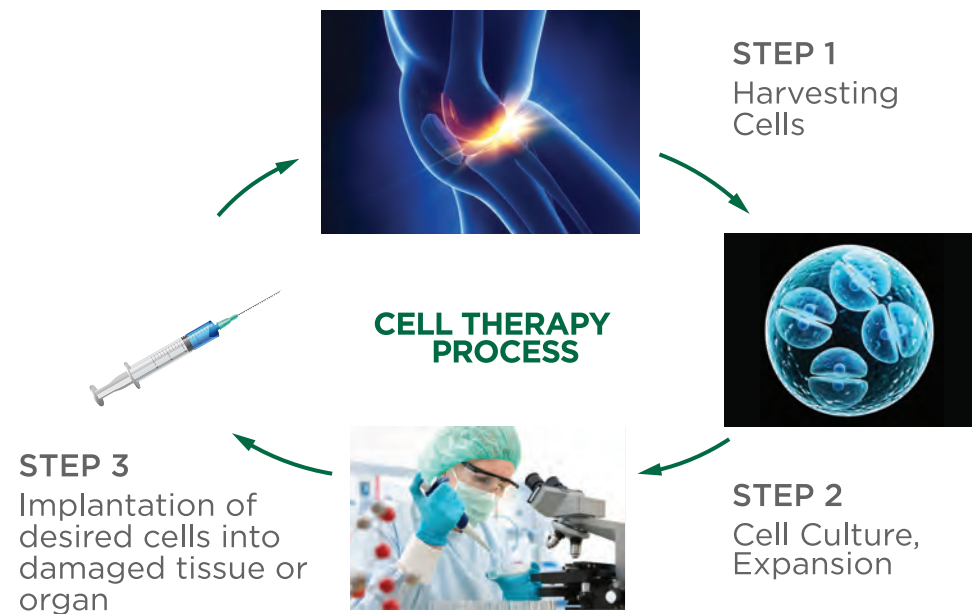 STEP 1
Harvesting
Cells
CELL THERAPY
PROCESS
STEP 2
Cell Culture,
Expansion
STEP 3
Implantation of
desired cells into
damaged tissue or
organ